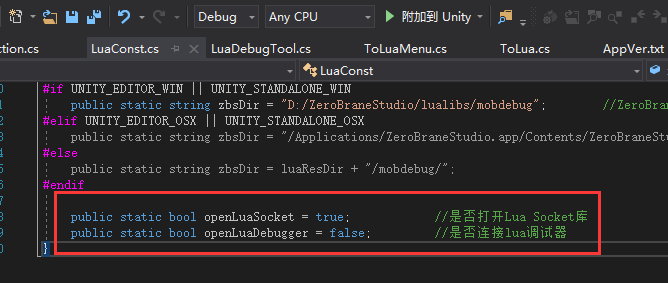 Debug Any CPU 附加到 Unity
ction.cs LuaConst.cs LuaDebugTool.cs ToLuaMenu.cs ToLua.cs AppVer.txt
LuaConst
#if UNITY_EDITOR_WIN || UNITY_STANDALONE_WIN
public static string zbsDir = "D:/ZeroBraneStudio/lualibs/mobdebug"; //ZeroBran
#elif UNITY_EDITOR_OSX || UNITY_STANDALONE_OSX
public static string zbsDir = "/Applications/ZeroBraneStudio.app/Contents/ZeroBraneStu
#else
public static string zbsDir = luaResDir + "/mobdebug/";
#endif
public static bool openLuaSocket = true; //是否打开Lua Socket库
public static bool openLuaDebugger = false; //是否连接lua调试器
}